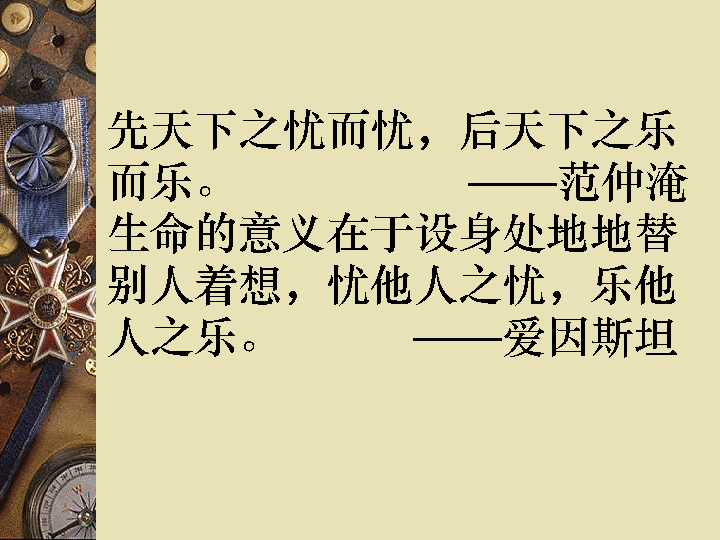 先天下之忧而忧，后天下之乐
而乐。 ——范仲淹
生命的意义在于设身处地地替
别人着想，忧他人之忧，乐他
人之乐。 ——爱因斯坦
W